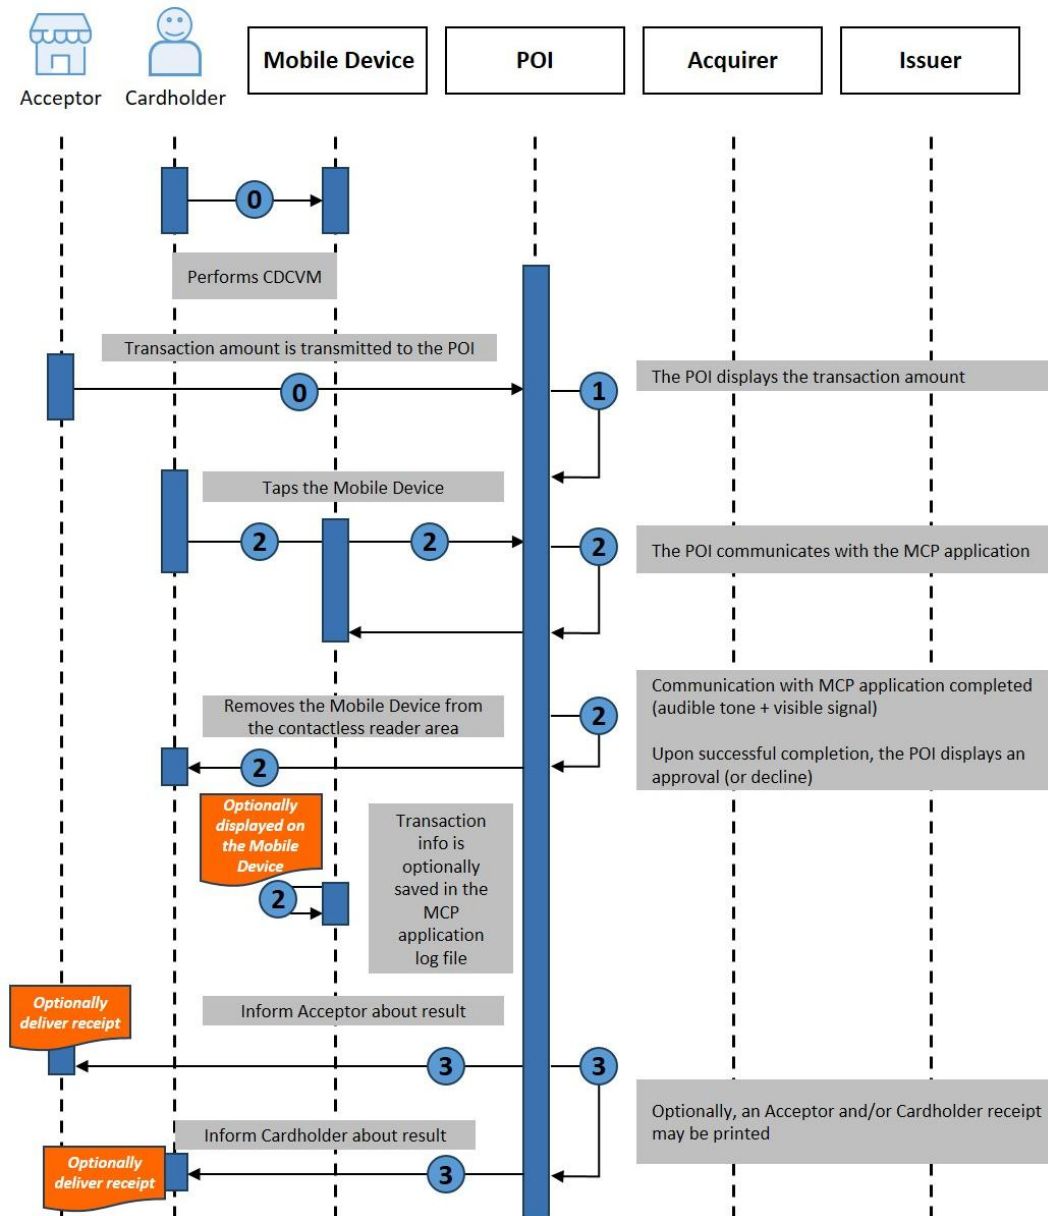 Acceptor
Cardholder
Mobile Device
POI
Acquirer
Issuer
0
Performs CDCVM
Transaction amount is transmitted to the POI
0
1
The POI displays the transaction amount
Taps the Mobile Device
2
2
2
The POI communicates with the MCP application
Removes the Mobile Device from
the contactless reader area
2
2
Communication with MCP application completed
(audible tone + visible signal)
Upon successful completion, the POI displays an
approval (or decline)
Optionally
displayed on
the Mobile
Device
2
Transaction
info is
optionally
saved in the
MCP
application
log file
Optionally
deliver receipt
Inform Acceptor about result
3
3
Optionally, an Acceptor and/or Cardholder receipt
may be printed
Inform Cardholder about result
Optionally
deliver receipt
3